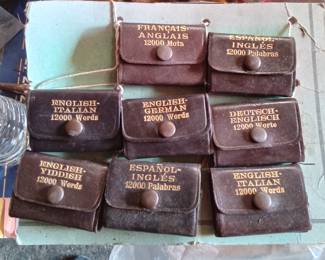 FRANÇAIS-
ANGLAIS
12000 Mots
ESPAÑOL-
INGLÉS
12000 Palabras
ENGLISH-
ITALIAN
12000 Words
ENGLISH-
GERMAN
12000 Words
DEUTSCH-
ENGLISCH
12000 Worte
ENGLISH-
YIDDISH
12000 Words
ESPAÑOL-
INGLÉS
12000 Palabras
ENGLISH-
ITALIAN
12000 Words